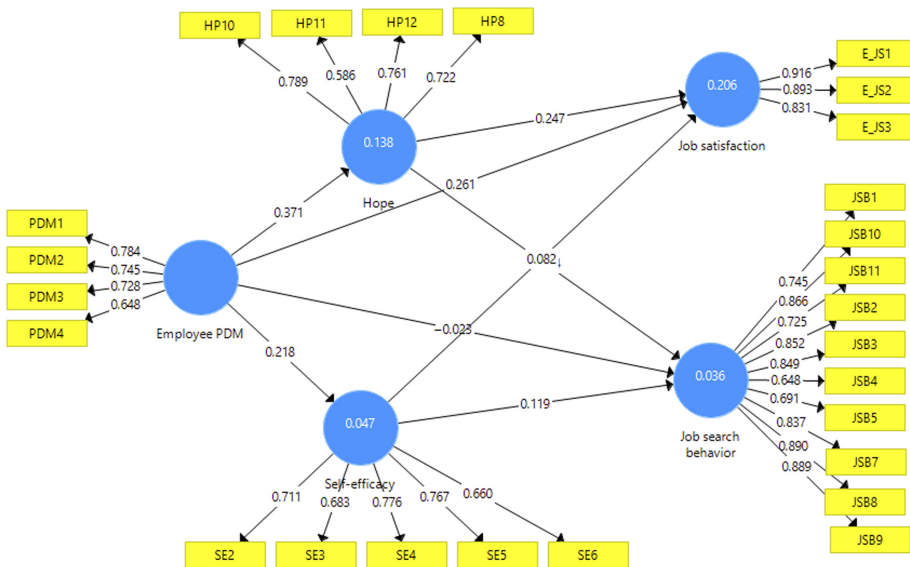 HP10
HP11
HP12
HP8
0.789
0.586
0.761
0.722
0.138
Hope
E_JS1
E_JS2
E_JS3
0.916
0.893
0.831
0.206
Job satisfaction
0.247
0.261
0.371
PDM1
PDM2
PDM3
PDM4
0.784
0.745
0.728
0.648
Employee PDM
0.082
-0.023
0.218
0.119
JSB1
JSB10
JSB11
JSB2
JSB3
JSB4
JSB5
JSB7
JSB8
JSB9
0.745
0.866
0.725
0.852
0.849
0.648
0.691
0.837
0.890
0.889
0.036
Job search
behavior
0.047
Self-efficacy
0.711
0.683
0.776
0.767
0.660
SE2
SE3
SE4
SE5
SE6